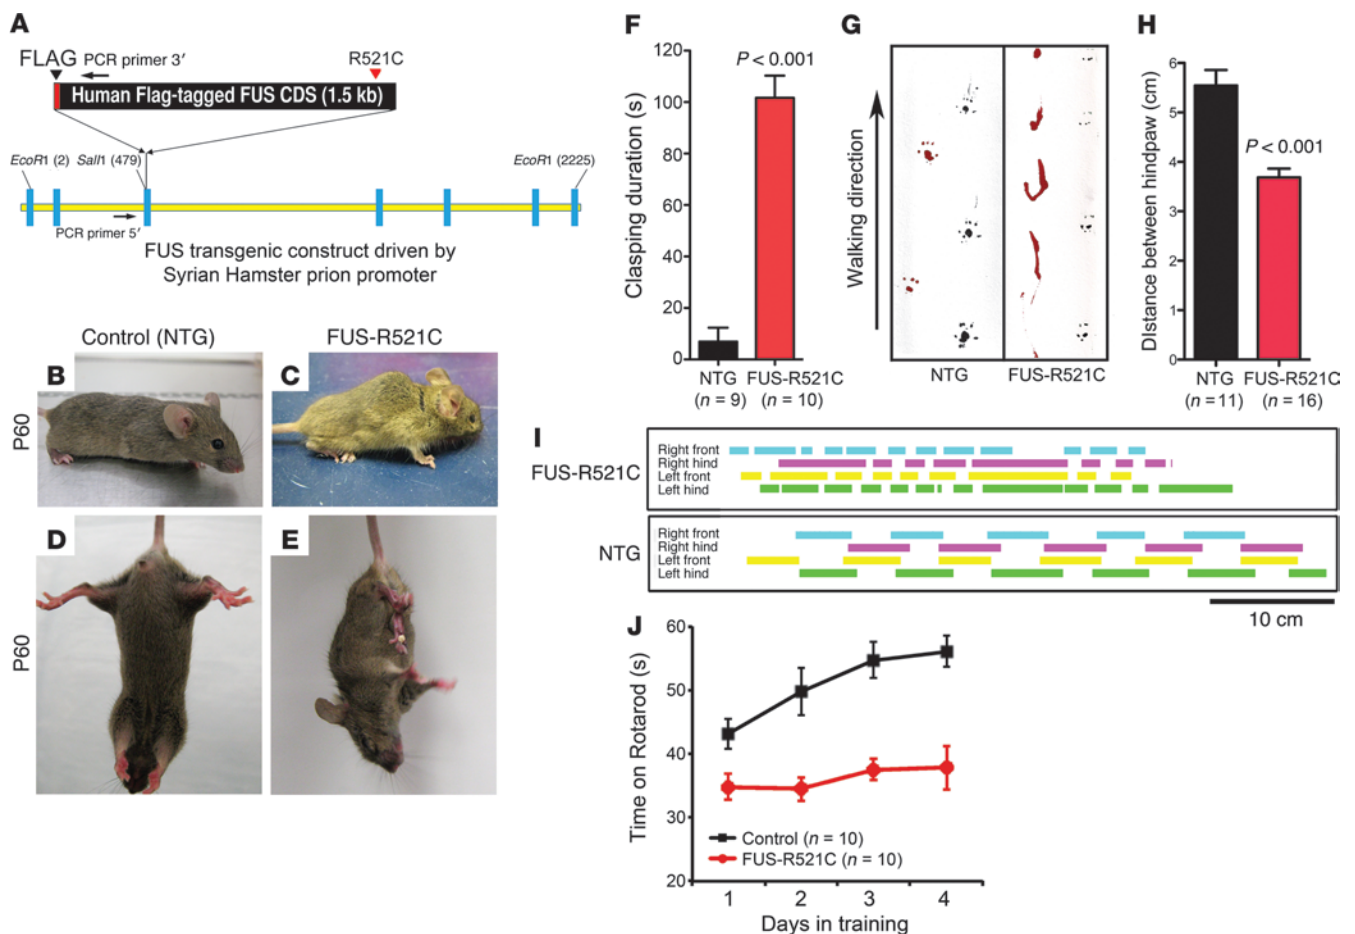 A
FLAG PCR primer 3′
R521C
Human Flag-tagged FUS CDS (1.5 kb)
EcoR1 (2) Sall1 (479) EcoR1 (2225)
PCR primer 5′
FUS transgenic construct driven by
Syrian Hamster prion promoter
Control (NTG) FUS-R521C
B
C
P60
D
E
P60
F
Clasping duration (s)
120
100
80
60
40
20
0
P < 0.001
NTG FUS-R521C
(n = 9) (n = 10)
G
Walking direction
NTG FUS-R521C
H
DIstance between hindpaw (cm)
6
5
4
3
2
1
0
P < 0.001
NTG FUS-R521C
(n = 11) (n = 16)
I
FUS-R521C
Right front
Right hind
Left front
Left hind
NTG
Right front
Right hind
Left front
Left hind
10 cm
J
Time on Rotarod (s)
60
50
40
30
20
Control (n = 10)
FUS-R521C (n = 10)
1 2 3 4
Days in training